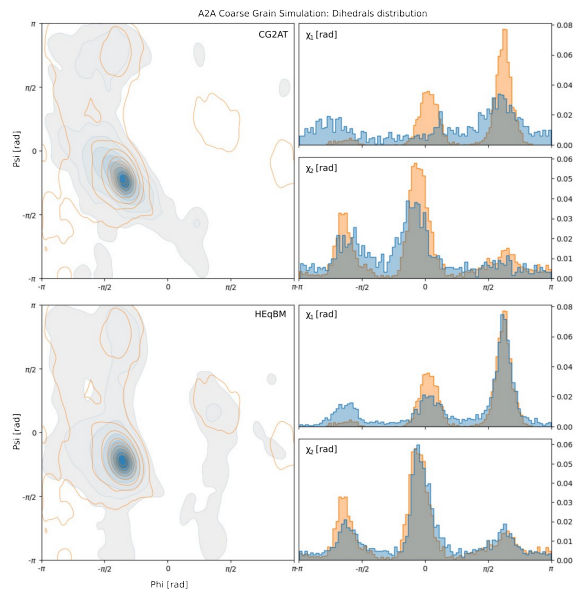 A2A Coarse Grain Simulation: Dihedrals distribution
CG2AT
π
π/2
0
-π/2
-π
Psi [rad]
-π
-π/2
0
π/2
χ₁ [rad]
0.08
0.06
0.04
0.02
0.00
χ₂ [rad]
0.06
0.05
0.04
0.03
0.02
0.01
0.00
π-π
-π/2
0
π/2
π
HEqBM
π
π/2
0
-π/2
-π
Psi [rad]
-π
-π/2
0
π/2
Phi [rad]
χ₁ [rad]
0.08
0.06
0.04
0.02
0.00
χ₂ [rad]
0.06
0.04
0.02
0.00
π-π
-π/2
0
π/2
π